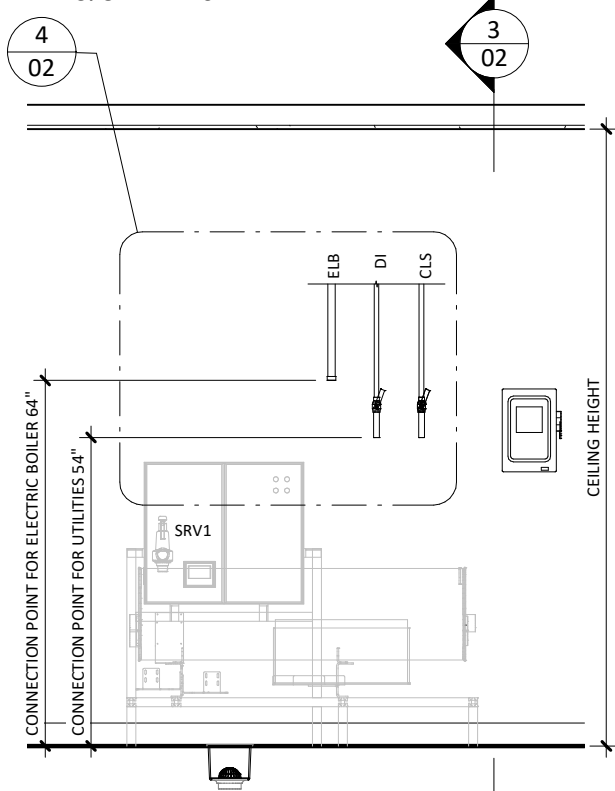 4
02
3
02
ELB
DI
CLS
SRV1
CONNECTION POINT FOR ELECTRIC BOILER 64"
CONNECTION POINT FOR UTILITIES 54"
CEILING HEIGHT